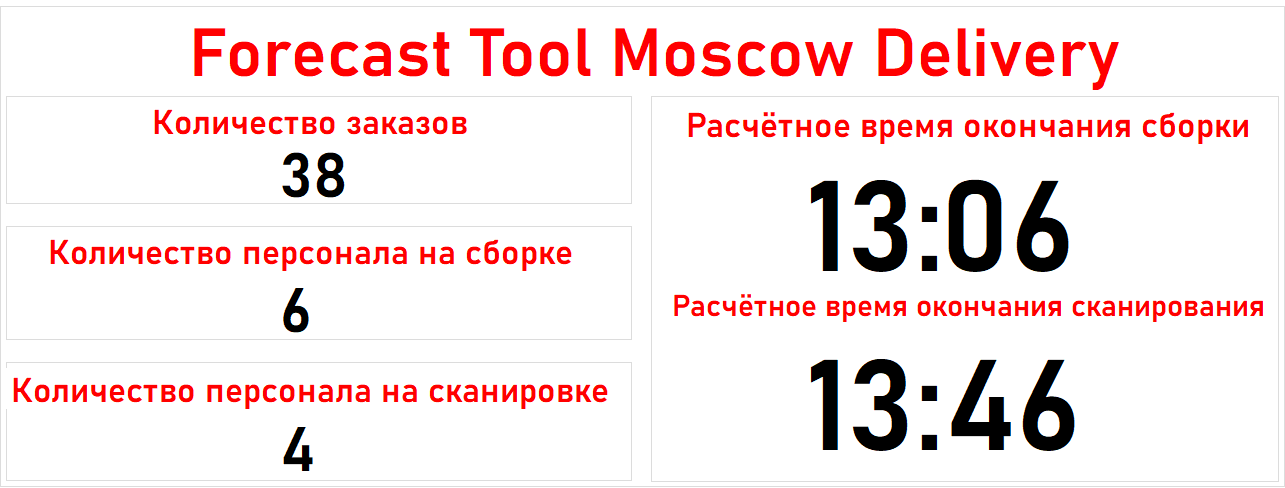 Forecast Tool Moscow Delivery
Количество заказов
38
Количество персонала на сборке
6
Количество персонала на сканировке
4
Расчётное время окончания сборки
13:06
Расчётное время окончания сканирования
13:46